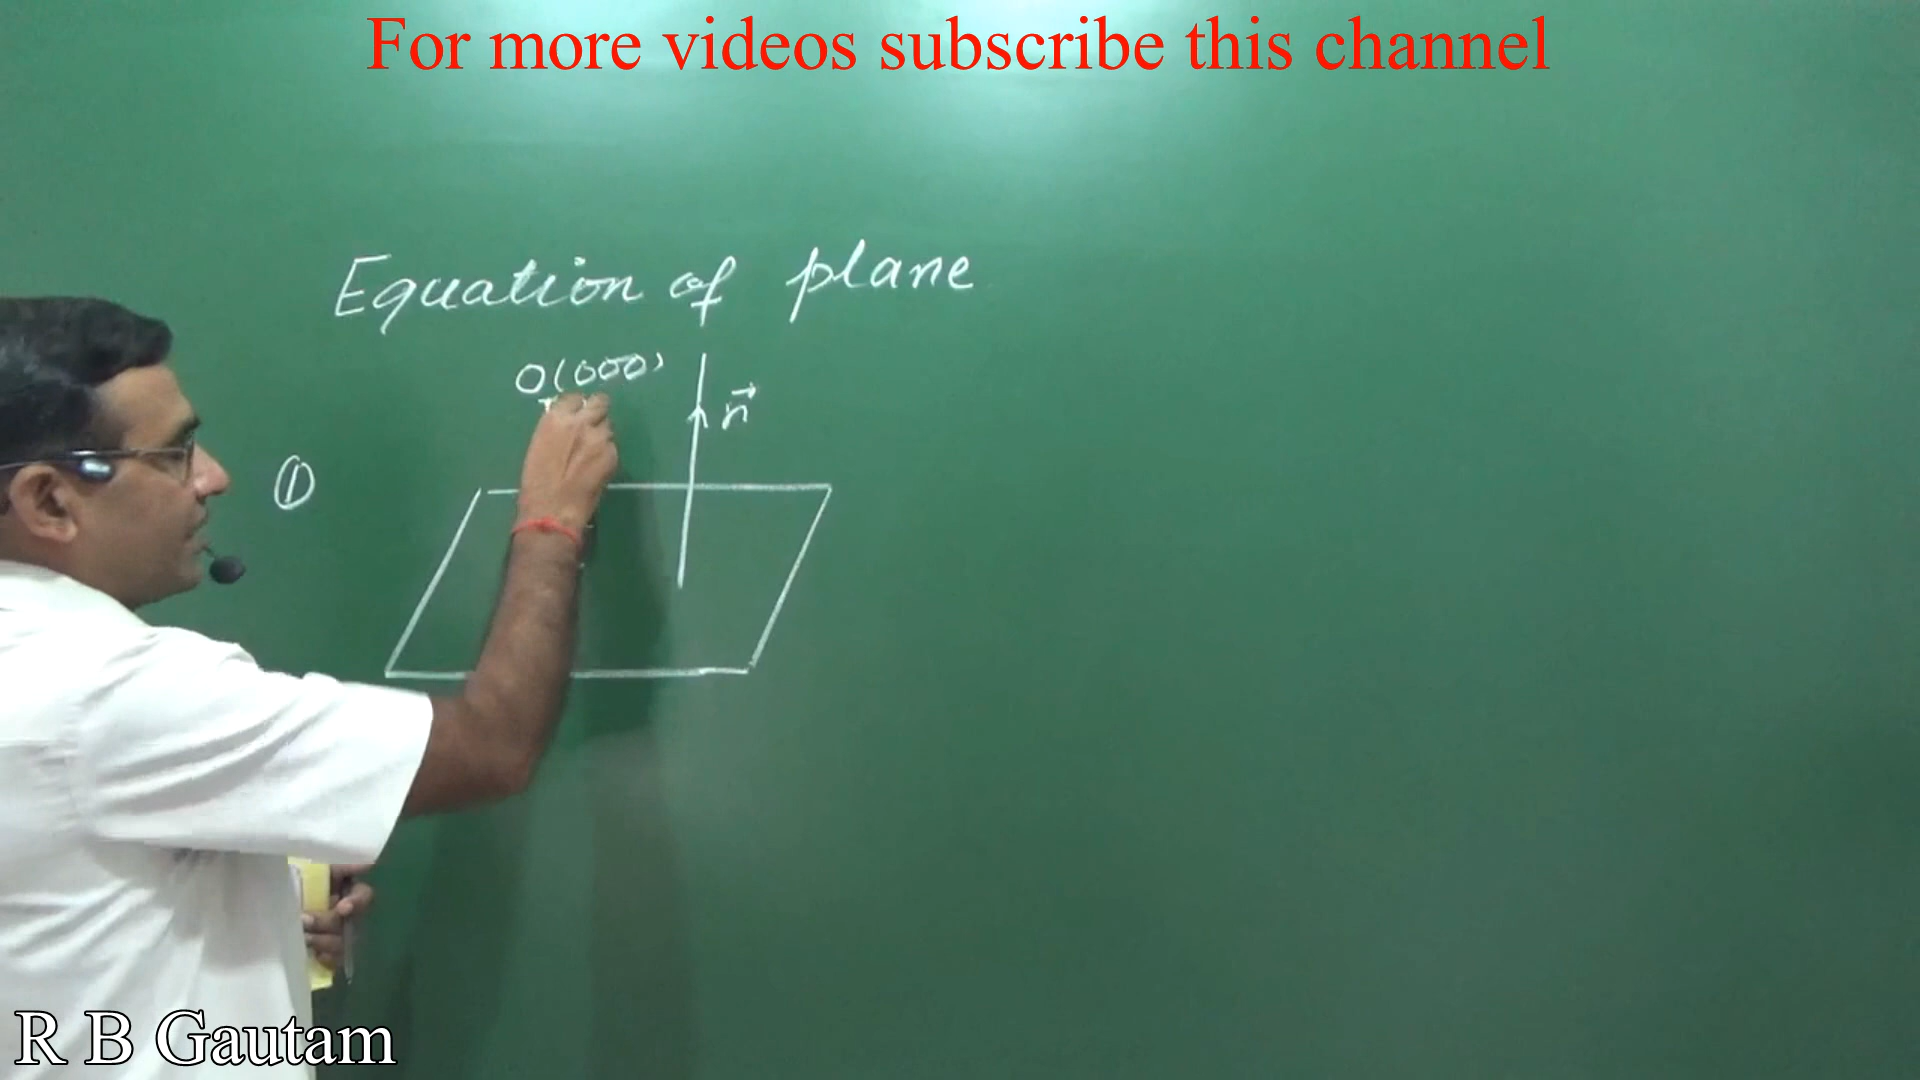 For more videos subscribe this channel
Equation of plane
O(000)
n⃗
①
R B Gautam